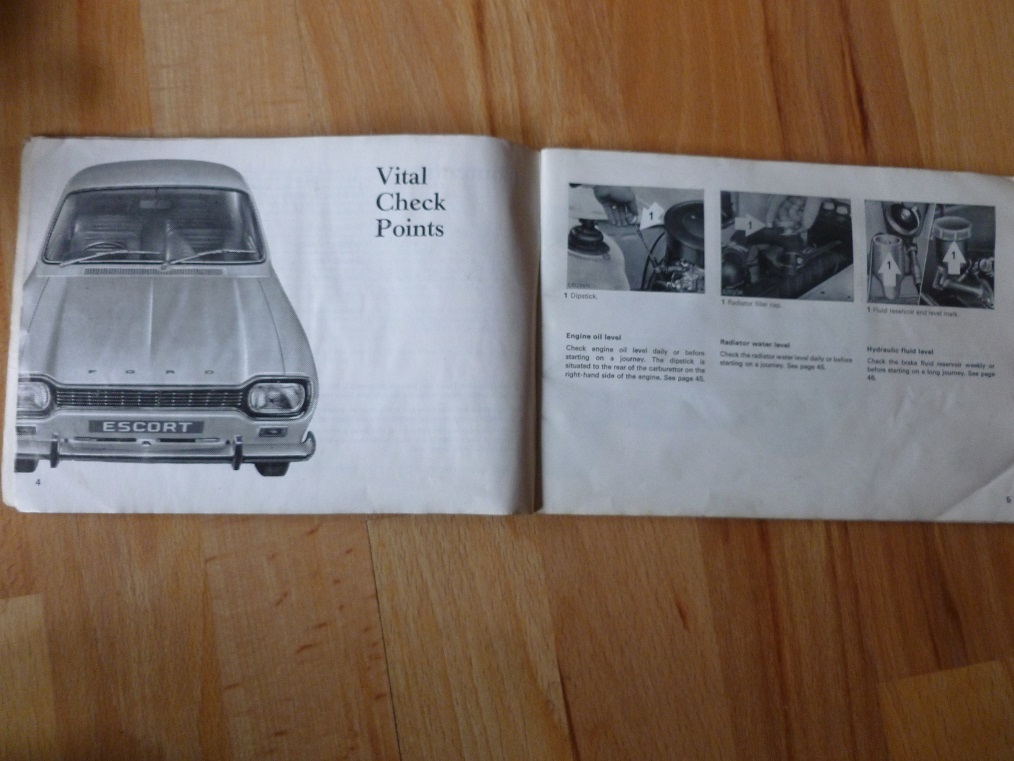 Vital
Check
Points
FORD
ESCORT
4
1
1 Dipstick.
Engine oil level
Check engine oil level daily or before
starting on a journey. The dipstick is
situated to the rear of the carburettor on the
right-hand side of the engine. See page 45.
1
1 Radiator filler cap.
Radiator water level
Check the radiator water level daily or before
starting on a journey. See page 46.
1
1
1 Fluid reservoir and level mark.
Hydraulic fluid level
Check the brake fluid reservoir weekly or
before starting on a long journey. See page
46.
5